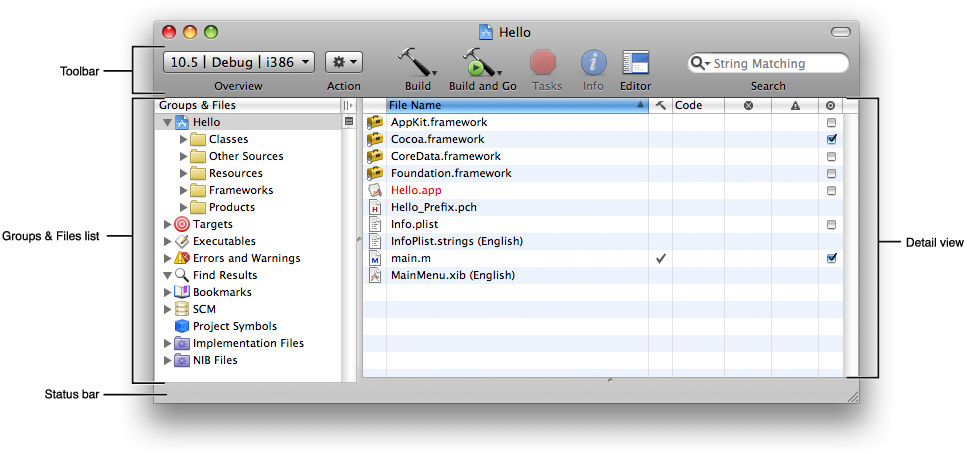 Hello
Toolbar
10.5 | Debug | i386
String Matching
Overview
Action
Build
Build and Go
Tasks
Info
Editor
Search
Groups & Files
File Name
Code
Hello
Classes
Other Sources
Resources
Frameworks
Products
Targets
Executables
Errors and Warnings
Find Results
Bookmarks
SCM
Project Symbols
Implementation Files
NIB Files
AppKit.framework
Cocoa.framework
CoreData.framework
Foundation.framework
Hello.app
Hello_Prefix.pch
Info.plist
InfoPlist.strings (English)
main.m
MainMenu.xib (English)
Groups & Files list
Detail view
Status bar